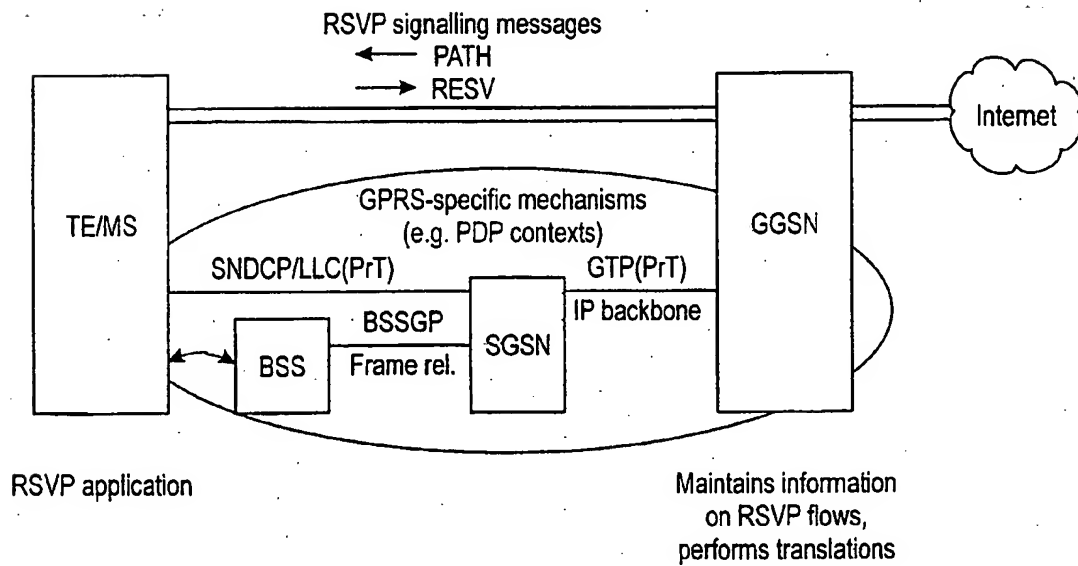 RSVP signalling messages
PATH
RESV
Internet
TE/MS
GPRS-specific mechanisms
(e.g. PDP contexts)
GGSN
SNDCP/LLC(PrT)
GTP(PrT)
BSSGP
IP backbone
SGSN
BSS
Frame rel.
RSVP application
Maintains information
on RSVP flows,
performs translations